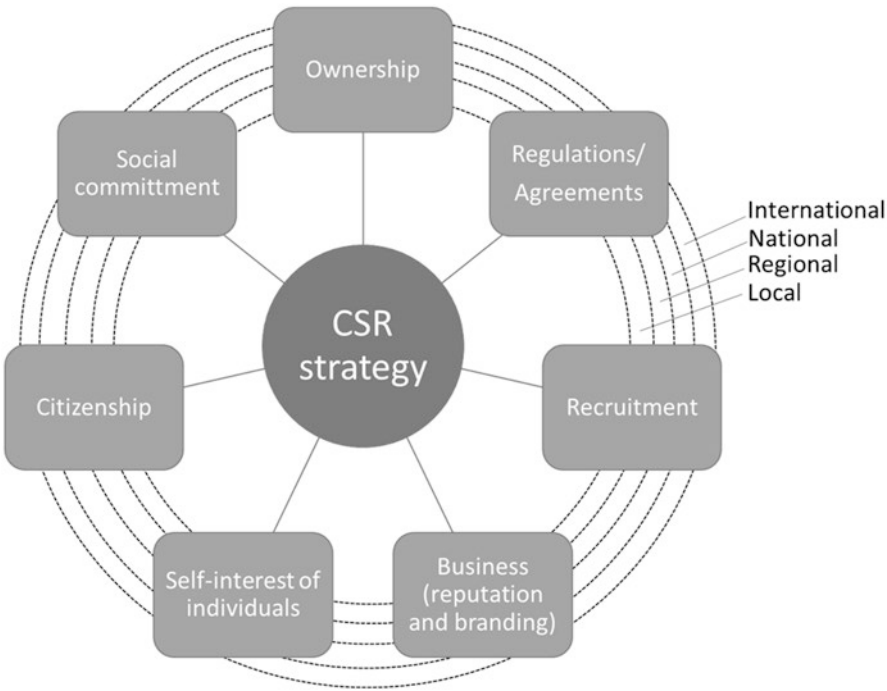 Ownership
Social
committment
Regulations/
Agreements
International
National
Regional
Local
CSR
strategy
Citizenship
Recruitment
Self-interest of
individuals
Business
(reputation
and branding)